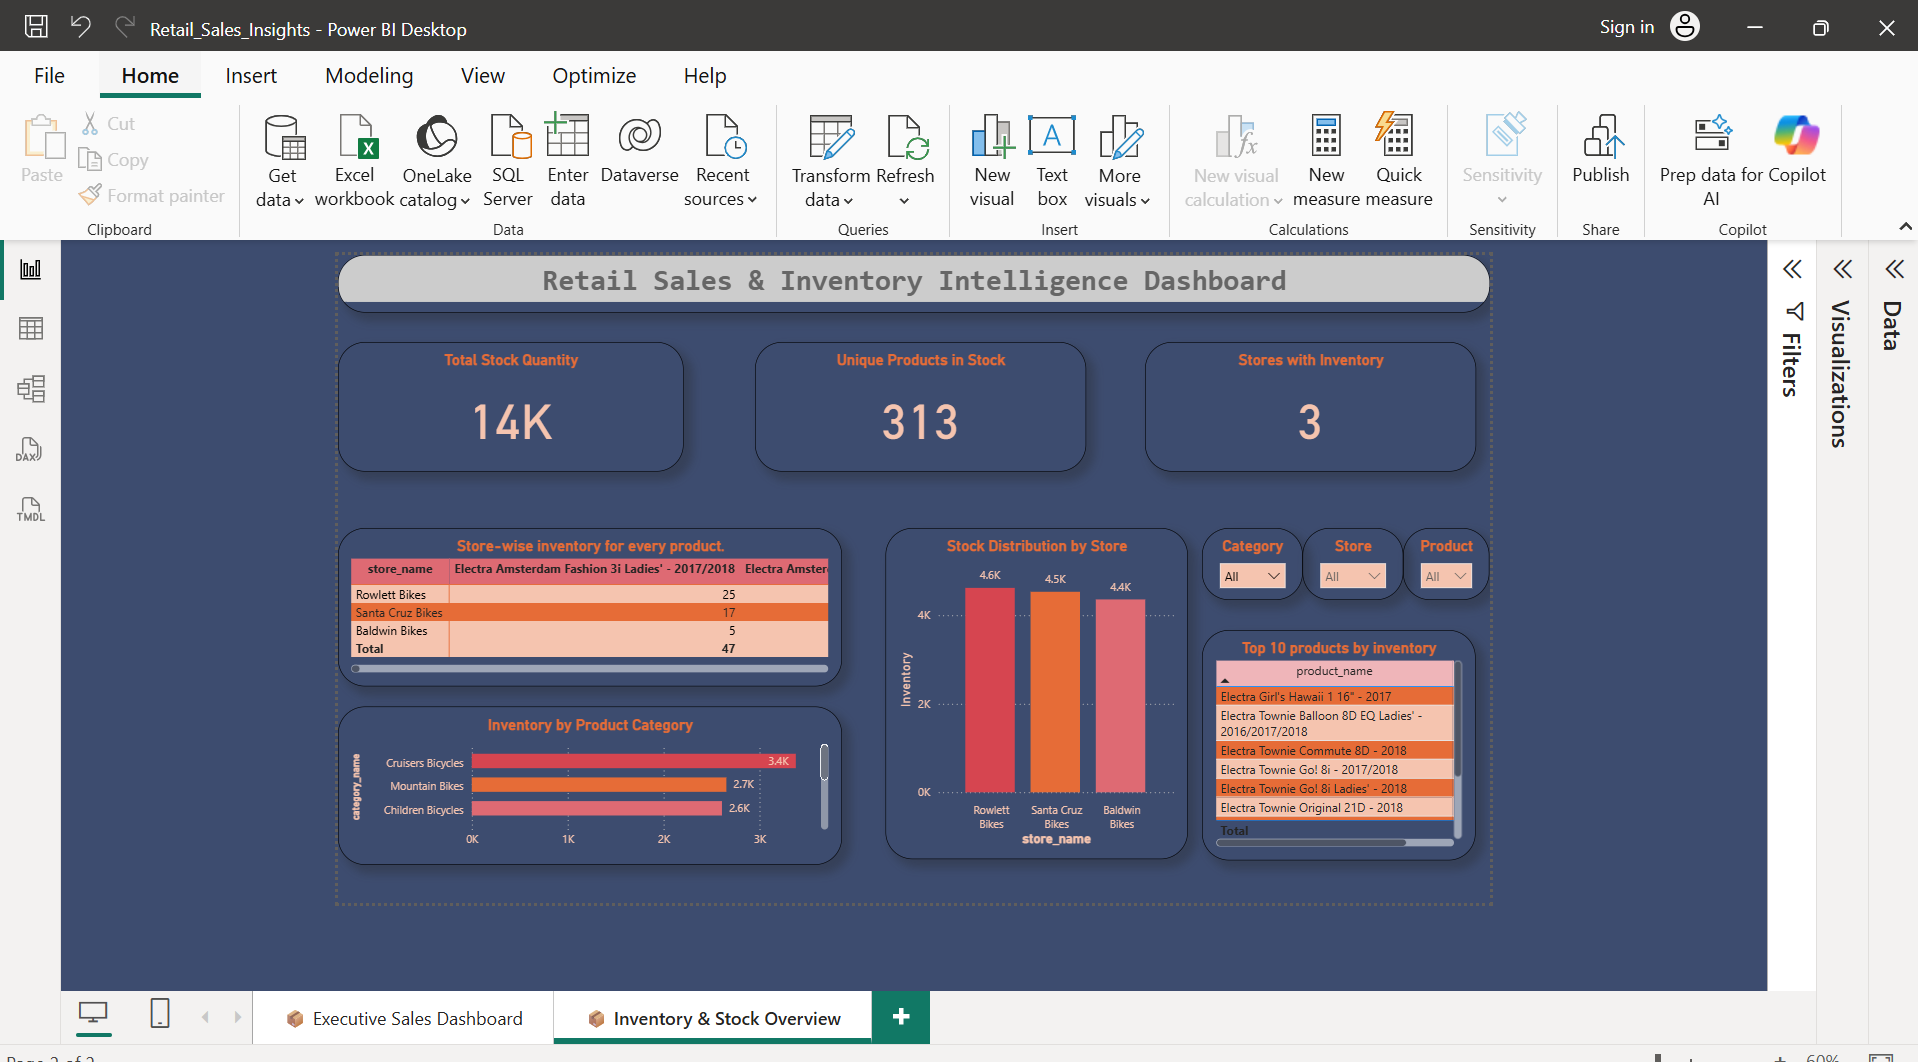 Retail_Sales_Insights - Power BI Desktop
Sign in
File Home Insert Modeling View Optimize Help
Paste
Cut
Copy
Format painter
Clipboard
Get data
Excel workbook
OneLake catalog
SQL Server
Enter data
Dataverse
Recent sources
Data
Transform data
Refresh
Queries
New visual
Text box
More visuals
Insert
New visual calculation
New measure
Quick measure
Calculations
Sensitivity
Sensitivity
Publish
Share
Prep data for AI
Copilot
Copilot
DAX
TMDL
Retail Sales & Inventory Intelligence Dashboard
Total Stock Quantity
14K
Unique Products in Stock
313
Stores with Inventory
3
Store-wise inventory for every product.
store_name Electra Amsterdam Fashion 3i Ladies' - 2017/2018 Electra Amster
Rowlett Bikes 25
Santa Cruz Bikes 17
Baldwin Bikes 5
Total 47
Inventory by Product Category
category_name
Cruisers Bicycles 3.4K
Mountain Bikes 2.7K
Children Bicycles 2.6K
0K 1K 2K 3K
Stock Distribution by Store
4.6K 4.5K 4.4K
4K
2K
0K
Inventory
Rowlett Bikes
Santa Cruz Bikes
Baldwin Bikes
store_name
Category
All
Store
All
Product
All
Top 10 products by inventory
product_name
Electra Girl's Hawaii 1 16" - 2017
Electra Townie Balloon 8D EQ Ladies' -
2016/2017/2018
Electra Townie Commute 8D - 2018
Electra Townie Go! 8i - 2017/2018
Electra Townie Go! 8i Ladies' - 2018
Electra Townie Original 21D - 2018
Total
Filters
Visualizations
Data
Executive Sales Dashboard
Inventory & Stock Overview
Page 2 of 2
60%